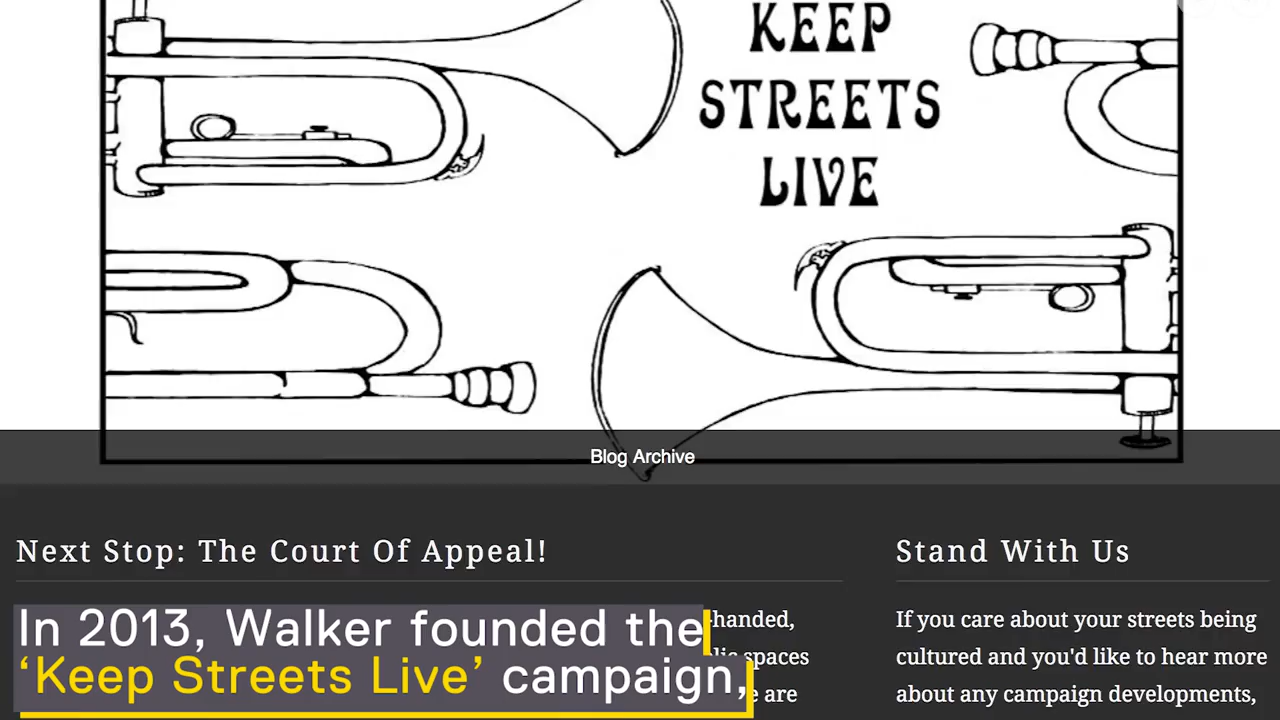 KEEP
STREETS
LIVE
Blog Archive
Next Stop: The Court Of Appeal!
In 2013, Walker founded the
‘Keep Streets Live’ campaign,
handed,
spaces
are
Stand With Us
If you care about your streets being
cultured and you'd like to hear more
about any campaign developments,